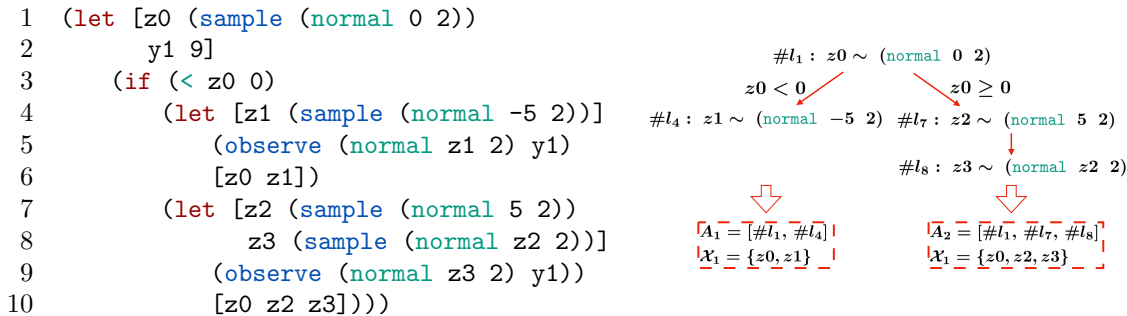 1 (let [z0 (sample (normal 0 2))
2 y1 9]
3 (if (< z0 0)
4 (let [z1 (sample (normal -5 2))]
5 (observe (normal z1 2) y1)
6 [z0 z1])
7 (let [z2 (sample (normal 5 2))
8 z3 (sample (normal z2 2))]
9 (observe (normal z3 2) y1))
10 [z0 z2 z3])))
#l₁ : z0 ∼ (normal 0 2)
z0 < 0 z0 ≥ 0
#l₄ : z1 ∼ (normal −5 2) #l₇ : z2 ∼ (normal 5 2)
#l₈ : z3 ∼ (normal z2 2)
A₁ = [#l₁, #l₄]
𝒳₁ = {z0, z1}
A₂ = [#l₁, #l₇, #l₈]
𝒳₁ = {z0, z2, z3}